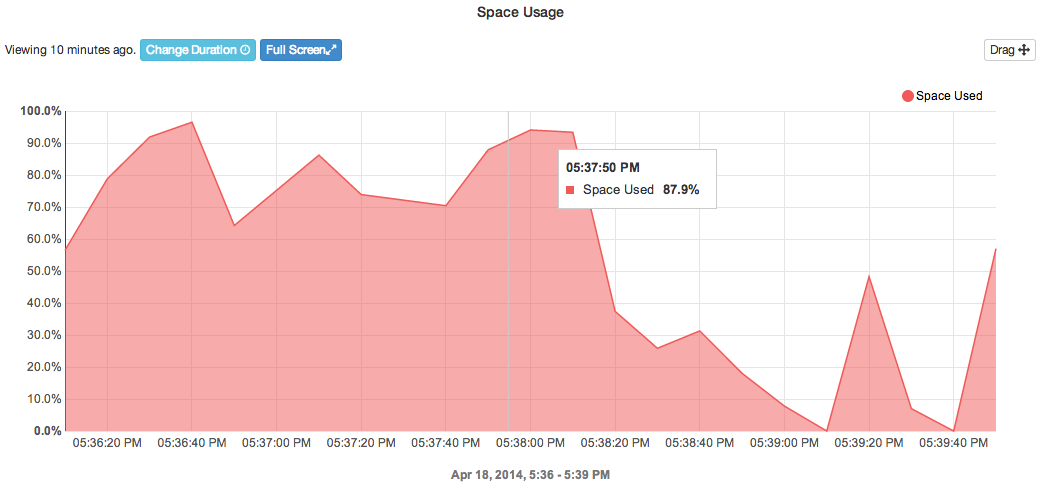 Space Usage
Viewing 10 minutes ago. Change Duration Full Screen Drag
Space Used
100.0%
90.0%
80.0%
70.0%
60.0%
50.0%
40.0%
30.0%
20.0%
10.0%
0.0%
05:37:50 PM
Space Used 87.9%
05:36:20 PM 05:36:40 PM 05:37:00 PM 05:37:20 PM 05:37:40 PM 05:38:00 PM 05:38:20 PM 05:38:40 PM 05:39:00 PM 05:39:20 PM 05:39:40 PM
Apr 18, 2014, 5:36 - 5:39 PM